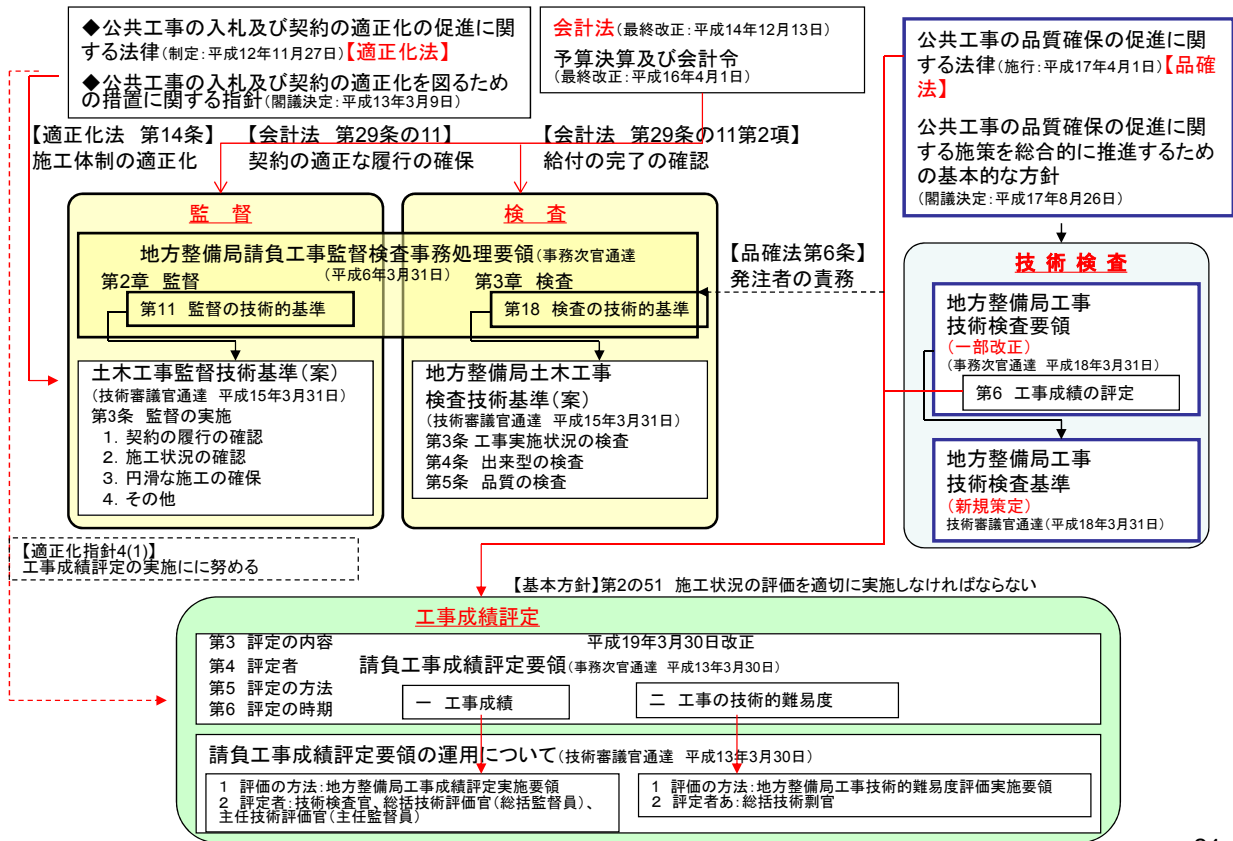 ◆公共工事の入札及び契約の適正化の促進に関
する法律(制定:平成12年11月27日)【適正化法】
◆公共工事の入札及び契約の適正化を図るため
の措置に関する指針(閣議決定:平成13年3月9日)
会計法(最終改正:平成14年12月13日)
予算決算及び会計令
(最終改正:平成16年4月1日)
公共工事の品質確保の促進に関
する法律(施行:平成17年4月1日)【品確
法】
公共工事の品質確保の促進に関
する施策を総合的に推進するため
の基本的な方針
(閣議決定:平成17年8月26日)
【適正化法 第14条】
施工体制の適正化
【会計法 第29条の11】
契約の適正な履行の確保
【会計法 第29条の11第2項】
給付の完了の確認
監 督
検 査
地方整備局請負工事監督検査事務処理要領(事務次官通達
(平成6年3月31日)
第2章 監督
第3章 検査
第11 監督の技術的基準
第18 検査の技術的基準
【品確法第6条】
発注者の責務
土木工事監督技術基準(案)
(技術審議官通達 平成15年3月31日)
第3条 監督の実施
1. 契約の履行の確認
2. 施工状況の確認
3. 円滑な施工の確保
4. その他
地方整備局土木工事
検査技術基準(案)
(技術審議官通達 平成15年3月31日)
第3条 工事実施状況の検査
第4条 出来型の検査
第5条 品質の検査
技 術 検 査
地方整備局工事
技術検査要領
(一部改正)
(事務次官通達 平成18年3月31日)
第6 工事成績の評定
地方整備局工事
技術検査基準
(新規策定)
技術審議官通達(平成18年3月31日)
【適正化指針4(1)】
工事成績評定の実施にに努める
【基本方針】第2の51 施工状況の評価を適切に実施しなければならない
工事成績評定
第3 評定の内容
平成19年3月30日改正
第4 評定者
請負工事成績評定要領(事務次官通達 平成13年3月30日)
第5 評定の方法
第6 評定の時期
一 工事成績
二 工事の技術的難易度
請負工事成績評定要領の運用について(技術審議官通達 平成13年3月30日)
1 評価の方法:地方整備局工事成績評定実施要領
2 評定者:技術検査官、総括技術評価官(総括監督員)、
主任技術評価官(主任監督員)
1 評価の方法:地方整備局工事技術的難易度評価実施要領
2 評定者あ:総括技術剽官